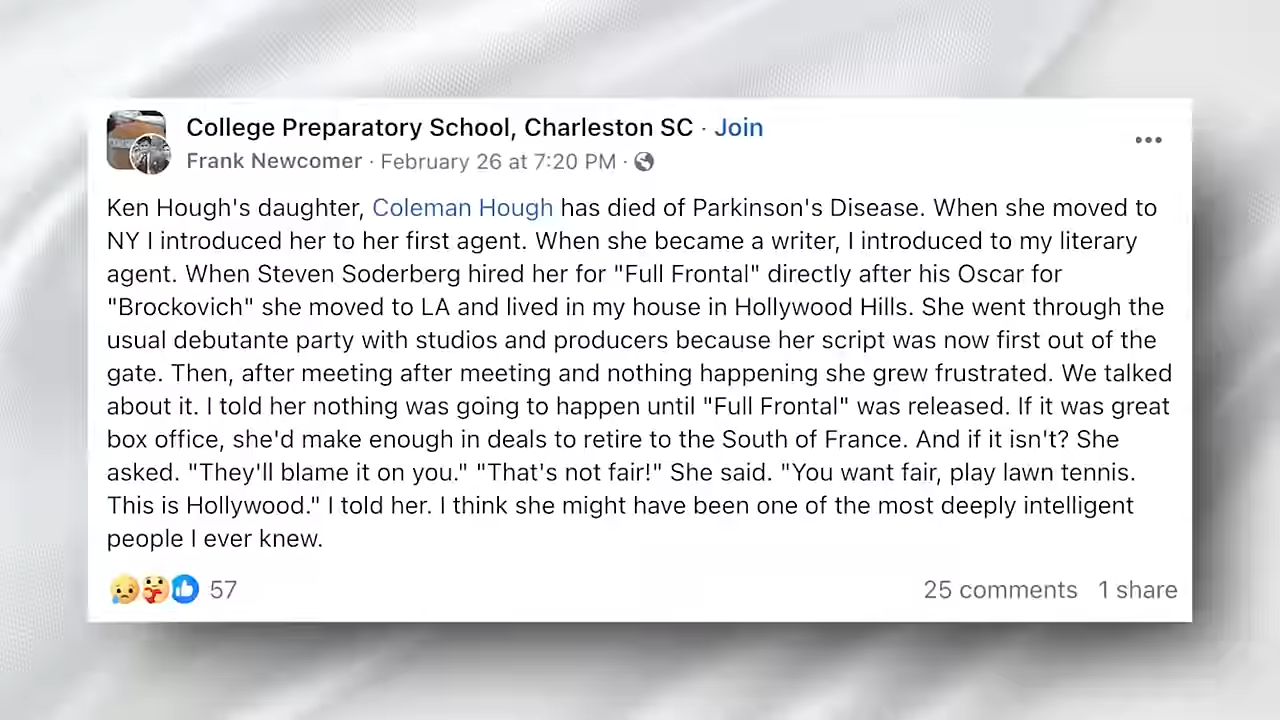 College Preparatory School, Charleston SC · Join
Frank Newcomer · February 26 at 7:20 PM ·
Ken Hough's daughter, Coleman Hough has died of Parkinson's Disease. When she moved to
NY I introduced her to her first agent. When she became a writer, I introduced to my literary
agent. When Steven Soderberg hired her for "Full Frontal" directly after his Oscar for
"Brockovich" she moved to LA and lived in my house in Hollywood Hills. She went through the
usual debutante party with studios and producers because her script was now first out of the
gate. Then, after meeting after meeting and nothing happening she grew frustrated. We talked
about it. I told her nothing was going to happen until "Full Frontal" was released. If it was great
box office, she'd make enough in deals to retire to the South of France. And if it isn't? She
asked. "They'll blame it on you." "That's not fair!" She said. "You want fair, play lawn tennis.
This is Hollywood." I told her. I think she might have been one of the most deeply intelligent
people I ever knew.
57
25 comments 1 share